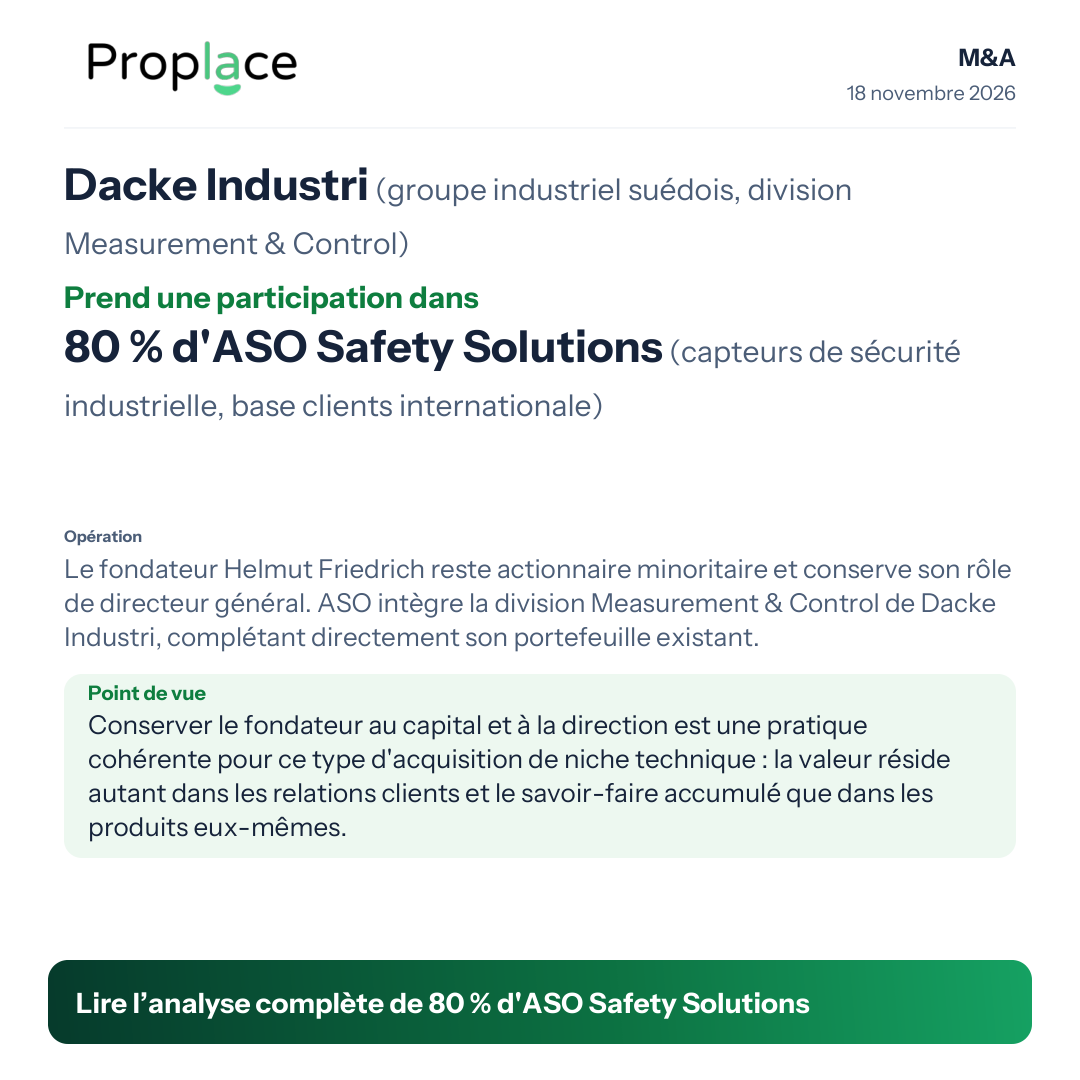 Proplace
M&A
18 novembre 2026
Dacke Industri (groupe industriel suédois, division
Measurement & Control)
Prend une participation dans
80 % d'ASO Safety Solutions (capteurs de sécurité
industrielle, base clients internationale)
Opération
Le fondateur Helmut Friedrich reste actionnaire minoritaire et conserve son rôle
de directeur général. ASO intègre la division Measurement & Control de Dacke
Industri, complétant directement son portefeuille existant.
Point de vue
Conserver le fondateur au capital et à la direction est une pratique
cohérente pour ce type d'acquisition de niche technique : la valeur réside
autant dans les relations clients et le savoir-faire accumulé que dans les
produits eux-mêmes.
Lire l’analyse complète de 80 % d'ASO Safety Solutions